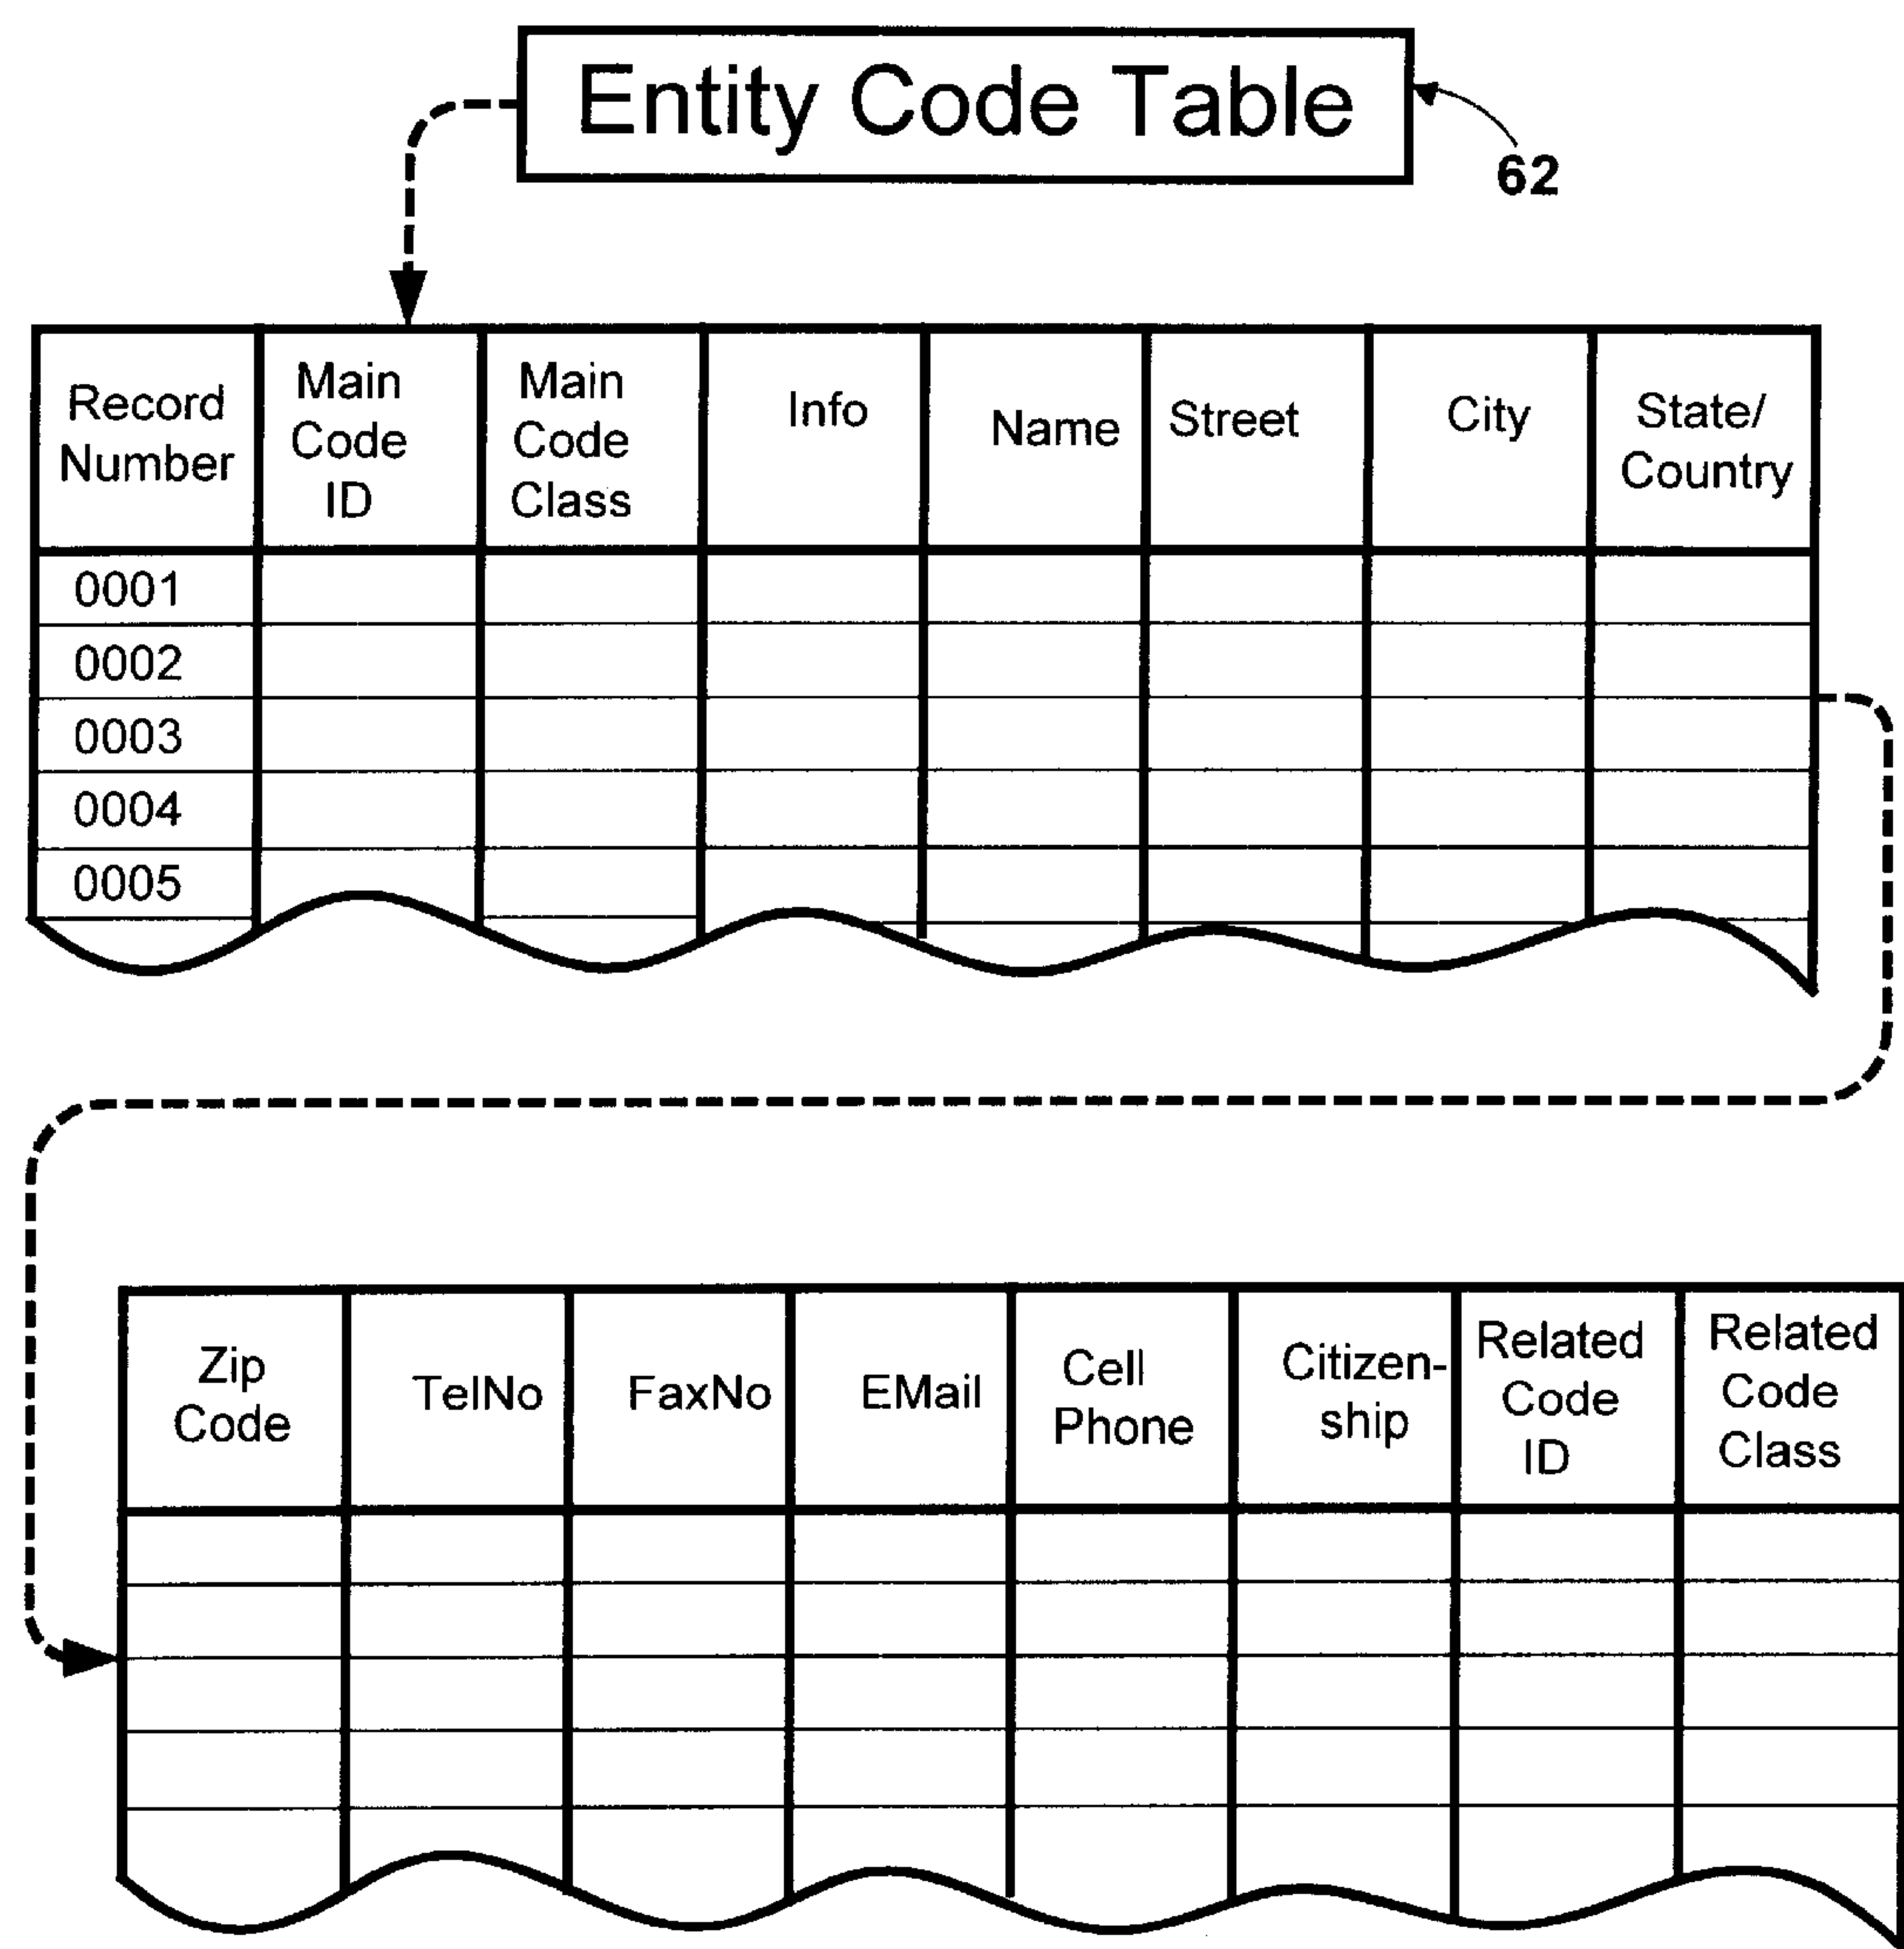 Entity Code Table
62
Record
Number
Main
Code
ID
Main
Code
Class
Info
Name
Street
City
State/
Country
0001
0002
0003
0004
0005
Zip
Code
TelNo
FaxNo
EMail
Cell
Phone
Citizen-
ship
Related
Code
ID
Related
Code
Class